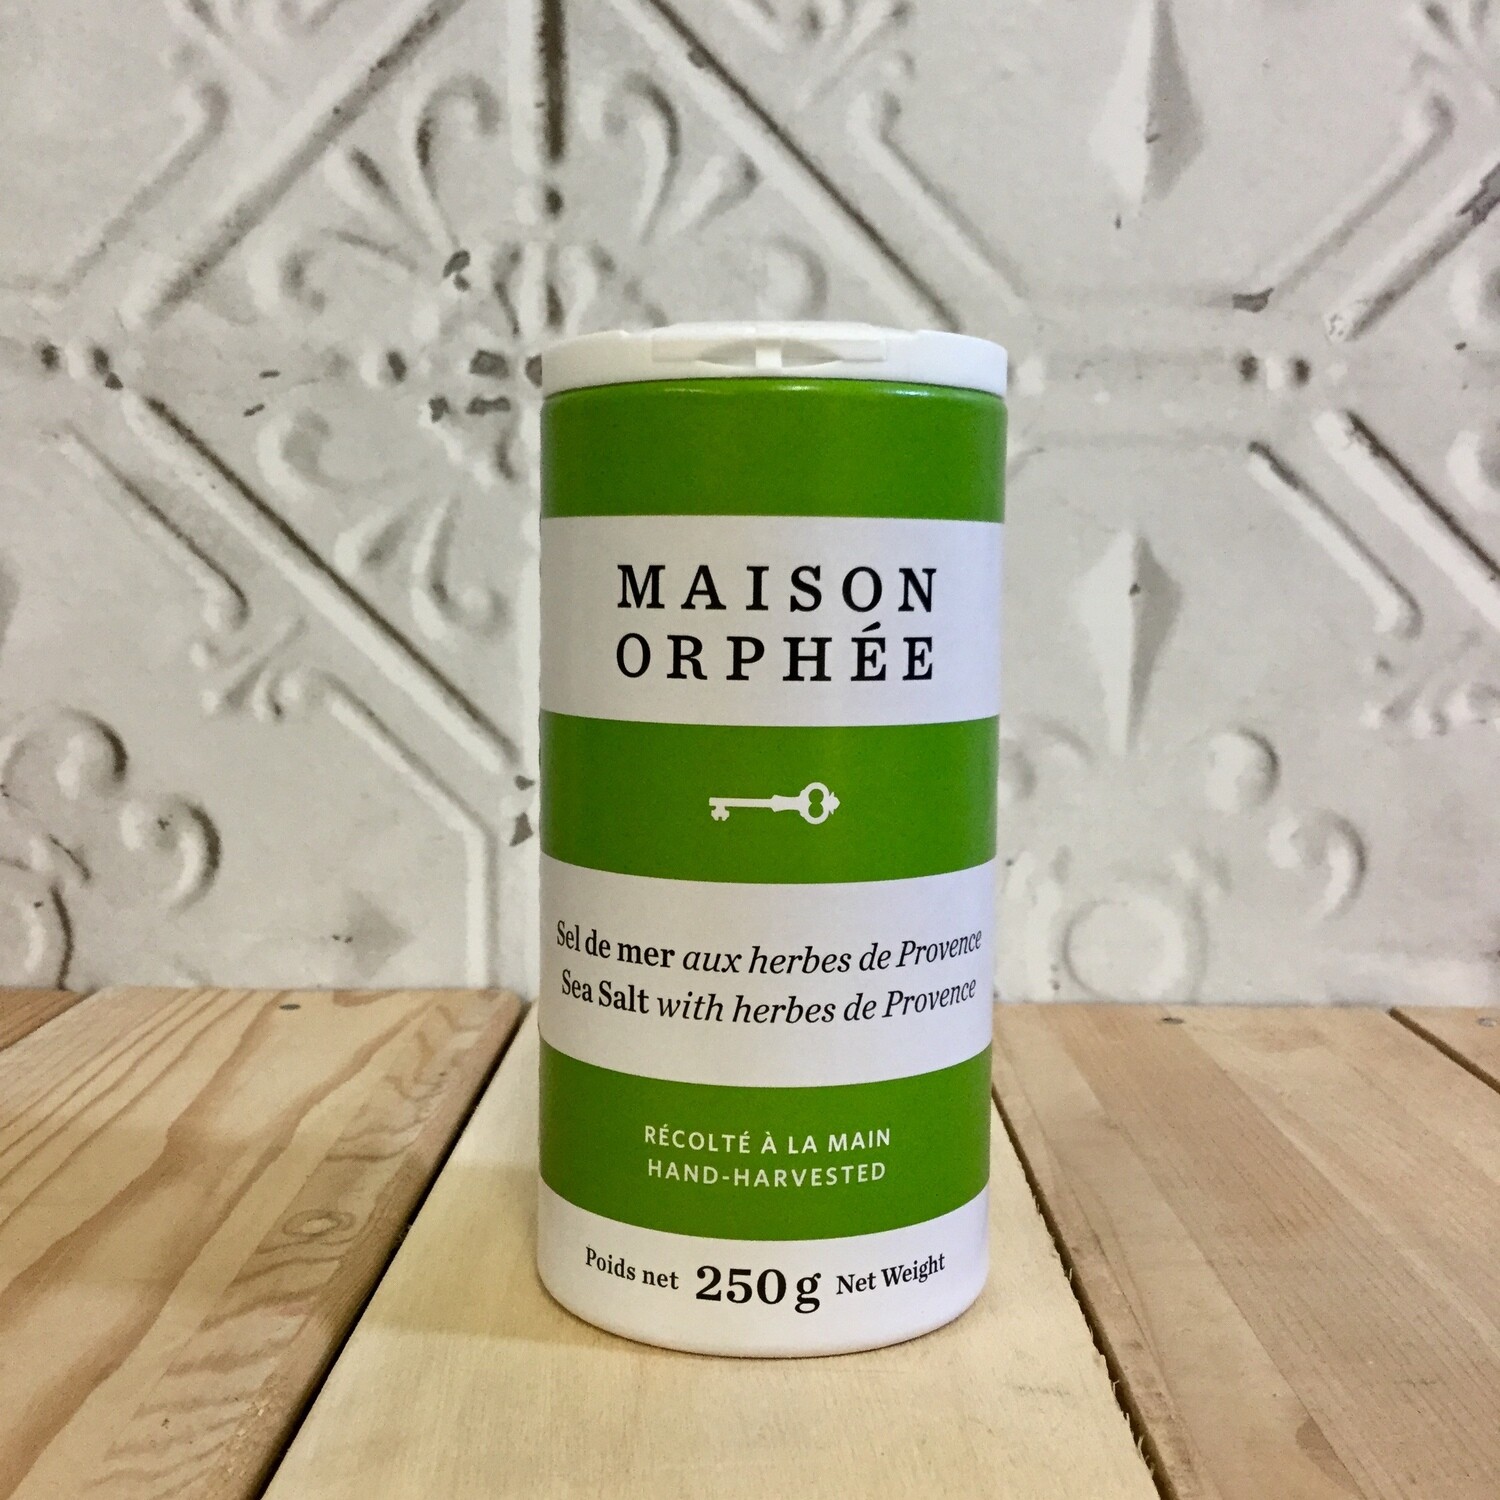 MAISON
ORPHÉE
Sel de mer aux herbes de Provence
Sea Salt with herbes de Provence
RÉCOLTÉ À LA MAIN
HAND-HARVESTED
Poids net 250 g Net Weight